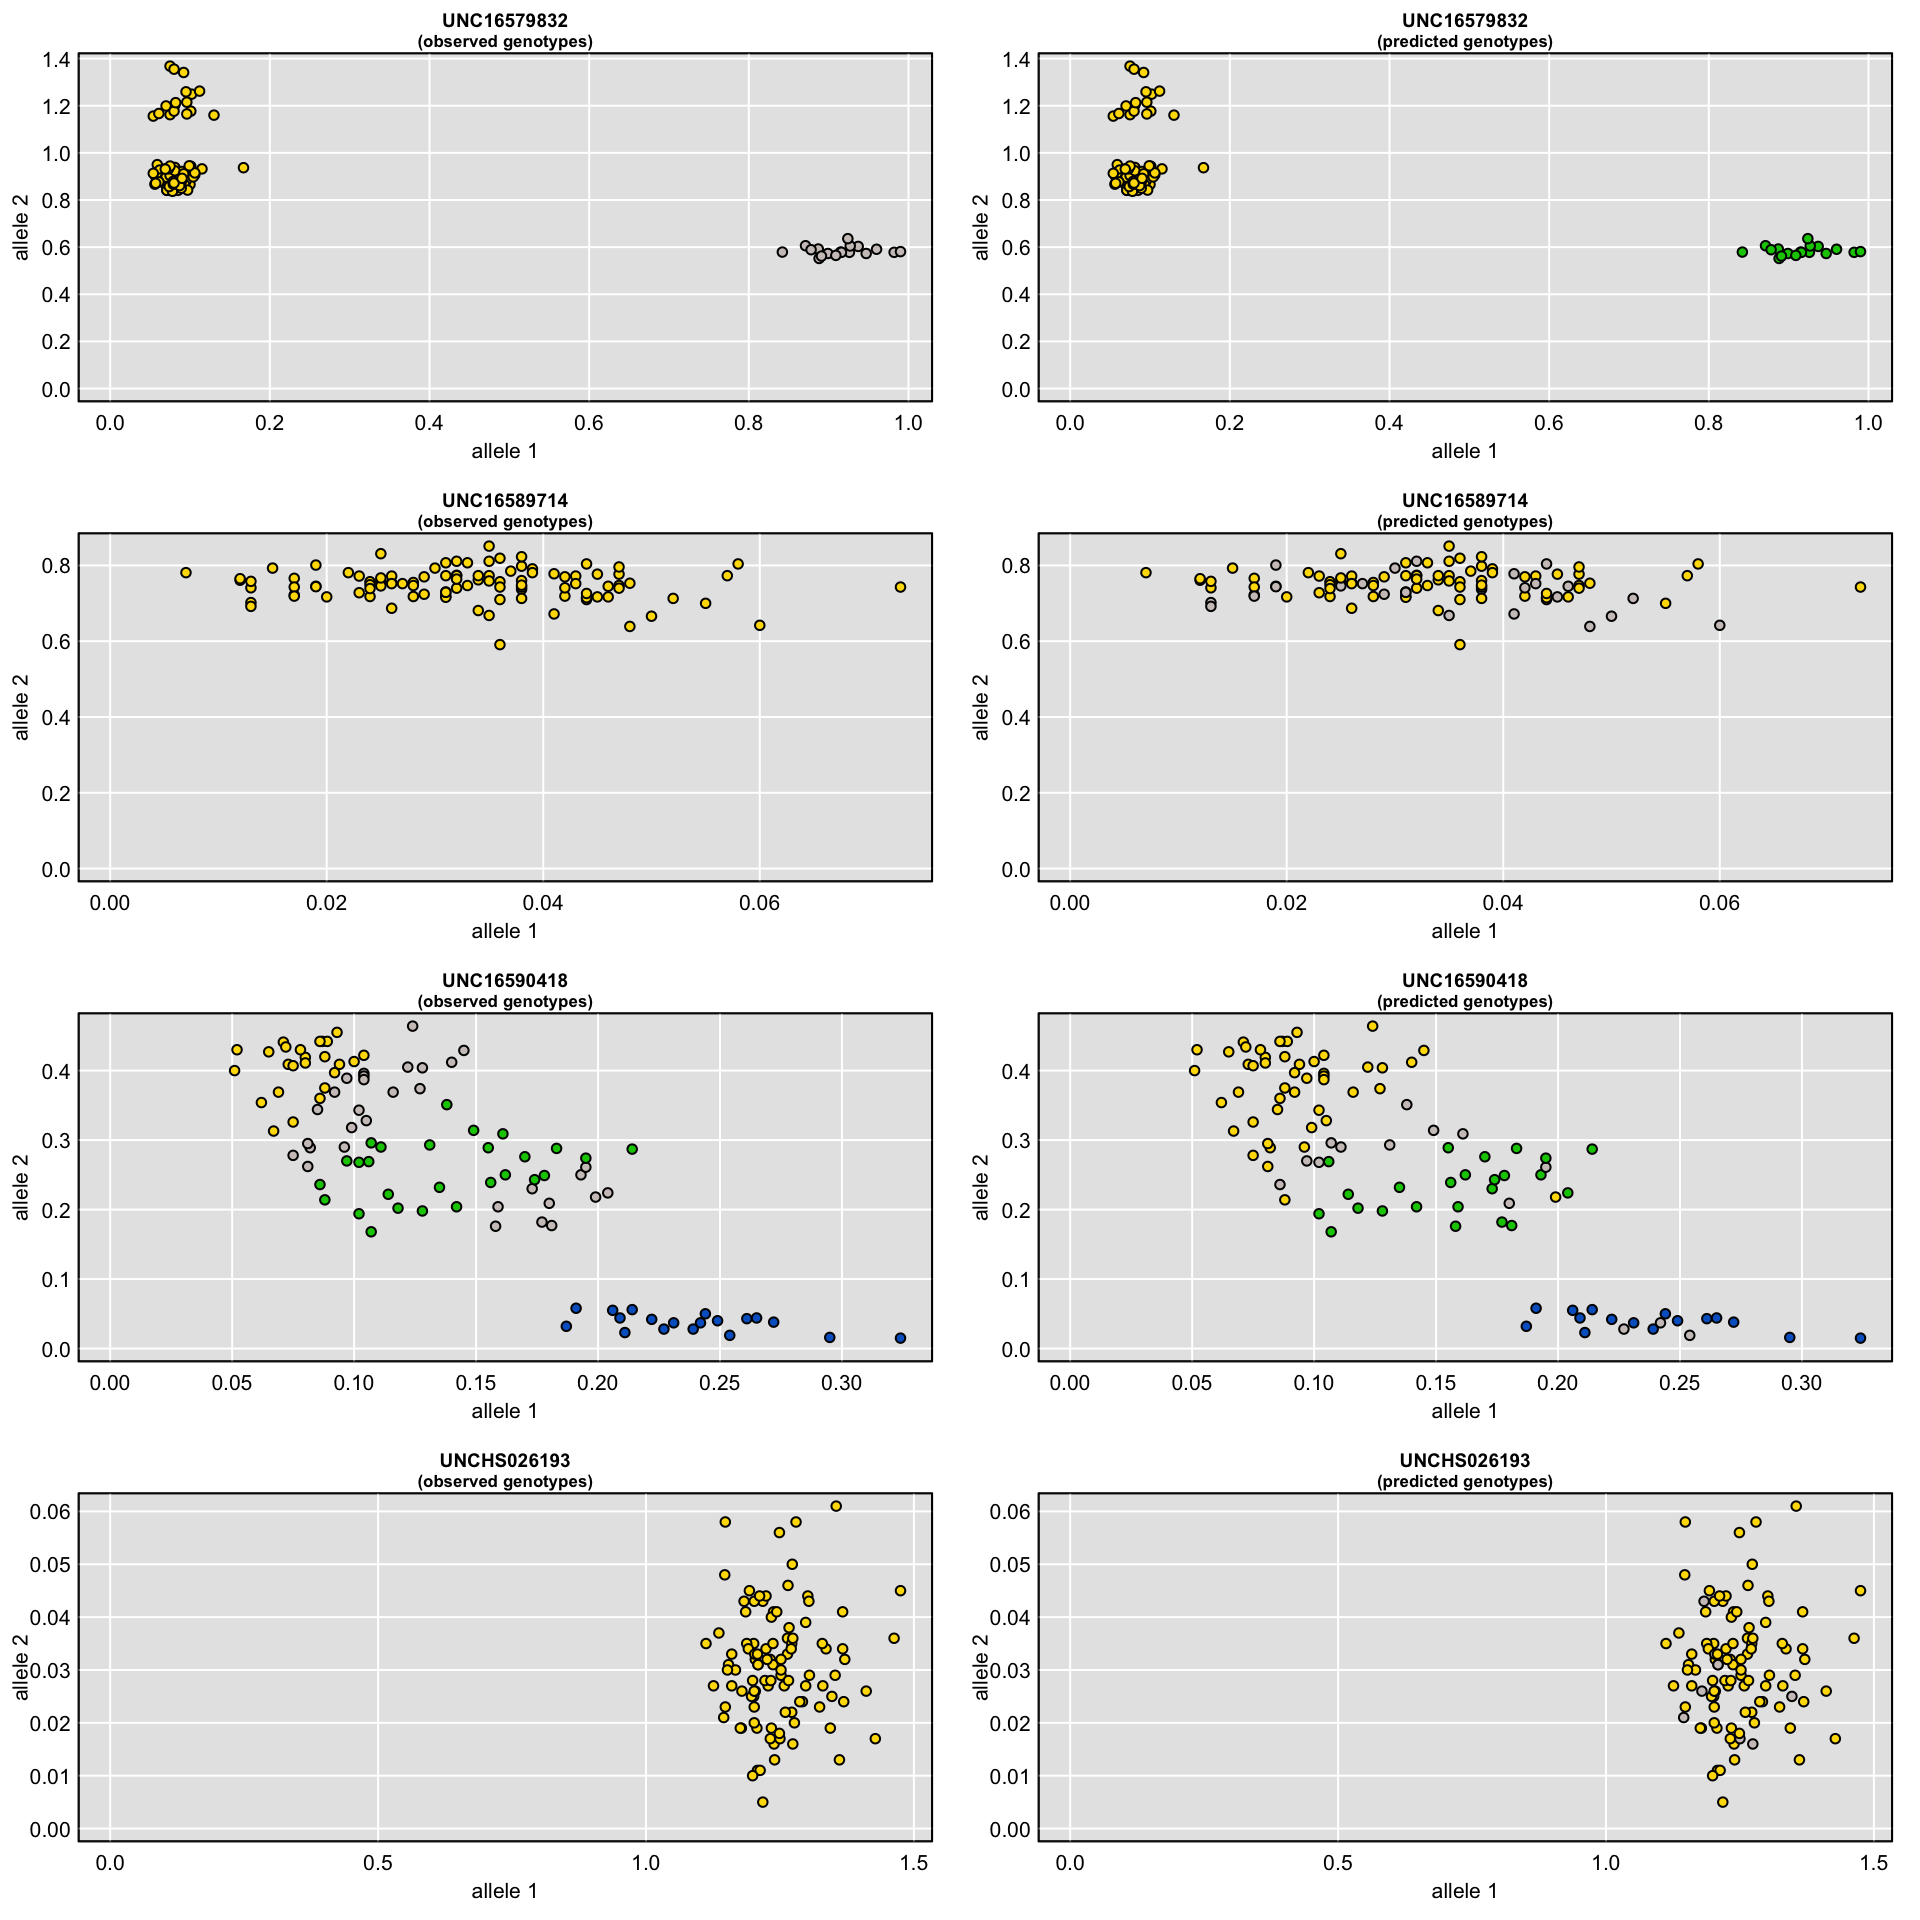 UNC16579832
(observed genotypes)
1.4
1.2
1.0
0.8
0.6
0.4
0.2
0.0
allele 2
0.0 0.2 0.4 0.6 0.8 1.0
allele 1
UNC16579832
(predicted genotypes)
1.4
1.2
1.0
0.8
0.6
0.4
0.2
0.0
allele 2
0.0 0.2 0.4 0.6 0.8 1.0
allele 1
UNC16589714
(observed genotypes)
0.8
0.6
0.4
0.2
0.0
allele 2
0.00 0.02 0.04 0.06
allele 1
UNC16589714
(predicted genotypes)
0.8
0.6
0.4
0.2
0.0
allele 2
0.00 0.02 0.04 0.06
allele 1
UNC16590418
(observed genotypes)
0.4
0.3
0.2
0.1
0.0
allele 2
0.00 0.05 0.10 0.15 0.20 0.25 0.30
allele 1
UNC16590418
(predicted genotypes)
0.4
0.3
0.2
0.1
0.0
allele 2
0.00 0.05 0.10 0.15 0.20 0.25 0.30
allele 1
UNCHS026193
(observed genotypes)
0.06
0.05
0.04
0.03
0.02
0.01
0.00
allele 2
0.0 0.5 1.0 1.5
allele 1
UNCHS026193
(predicted genotypes)
0.06
0.05
0.04
0.03
0.02
0.01
0.00
allele 2
0.0 0.5 1.0 1.5
allele 1